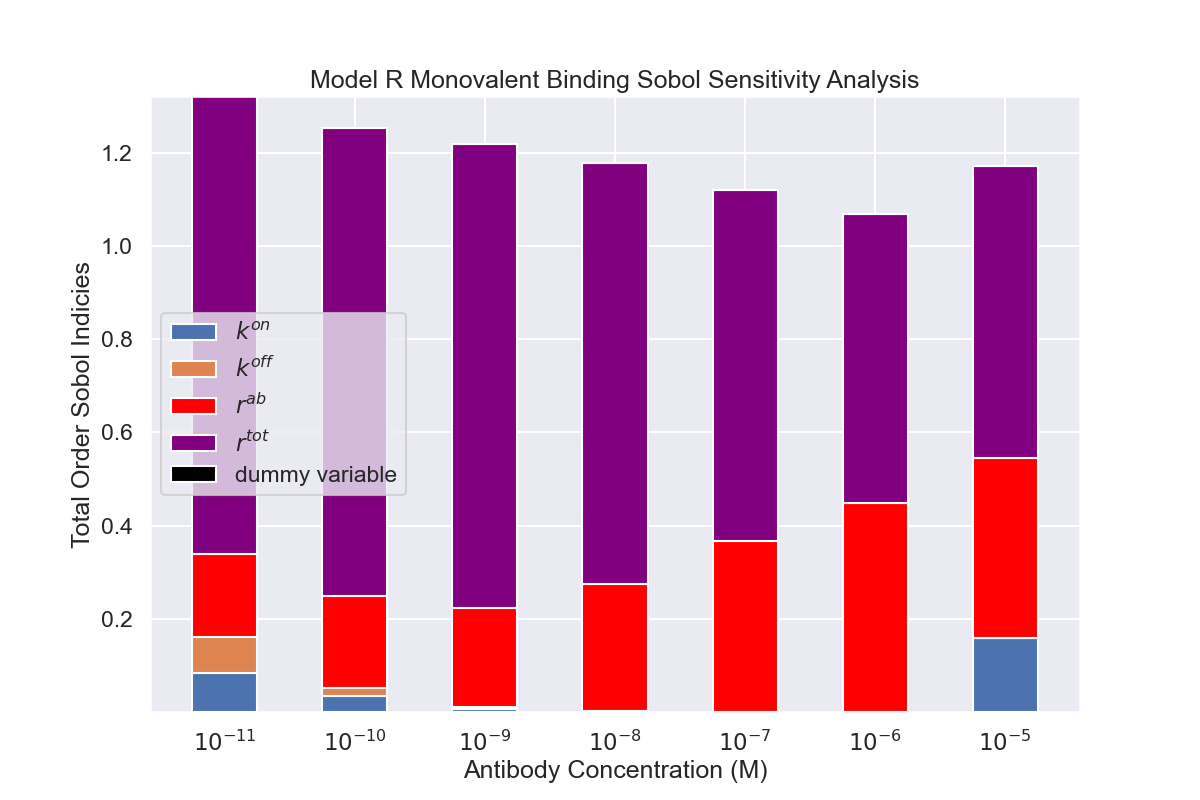 Model R Monovalent Binding Sobol Sensitivity Analysis
Total Order Sobol Indicies
1.2
1.0
0.8
0.6
0.4
0.2
k^{on}
k^{off}
r^{ab}
r^{tot}
dummy variable
10^{-11} 10^{-10} 10^{-9} 10^{-8} 10^{-7} 10^{-6} 10^{-5}
Antibody Concentration (M)